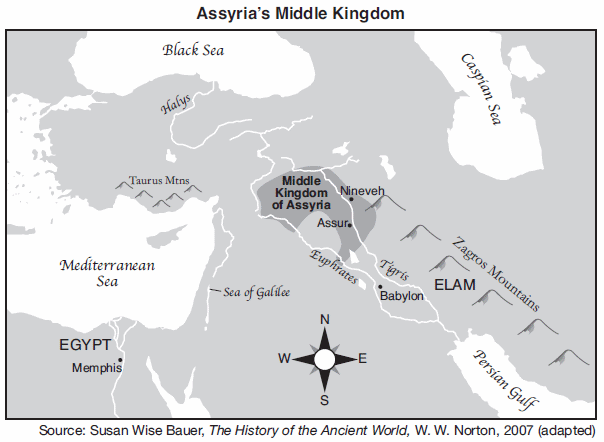 Assyria's Middle Kingdom
Black Sea
Caspian Sea
Halys
Taurus Mtns
Middle
Kingdom
of Assyria
Nineveh
Assur
Mediterranean
Sea
Euphrates
Tigris
Zagros Mountains
Sea of Galilee
ELAM
Babylon
N
W
E
S
EGYPT
Memphis
Persian Gulf
Source: Susan Wise Bauer, The History of the Ancient World, W. W. Norton, 2007 (adapted)